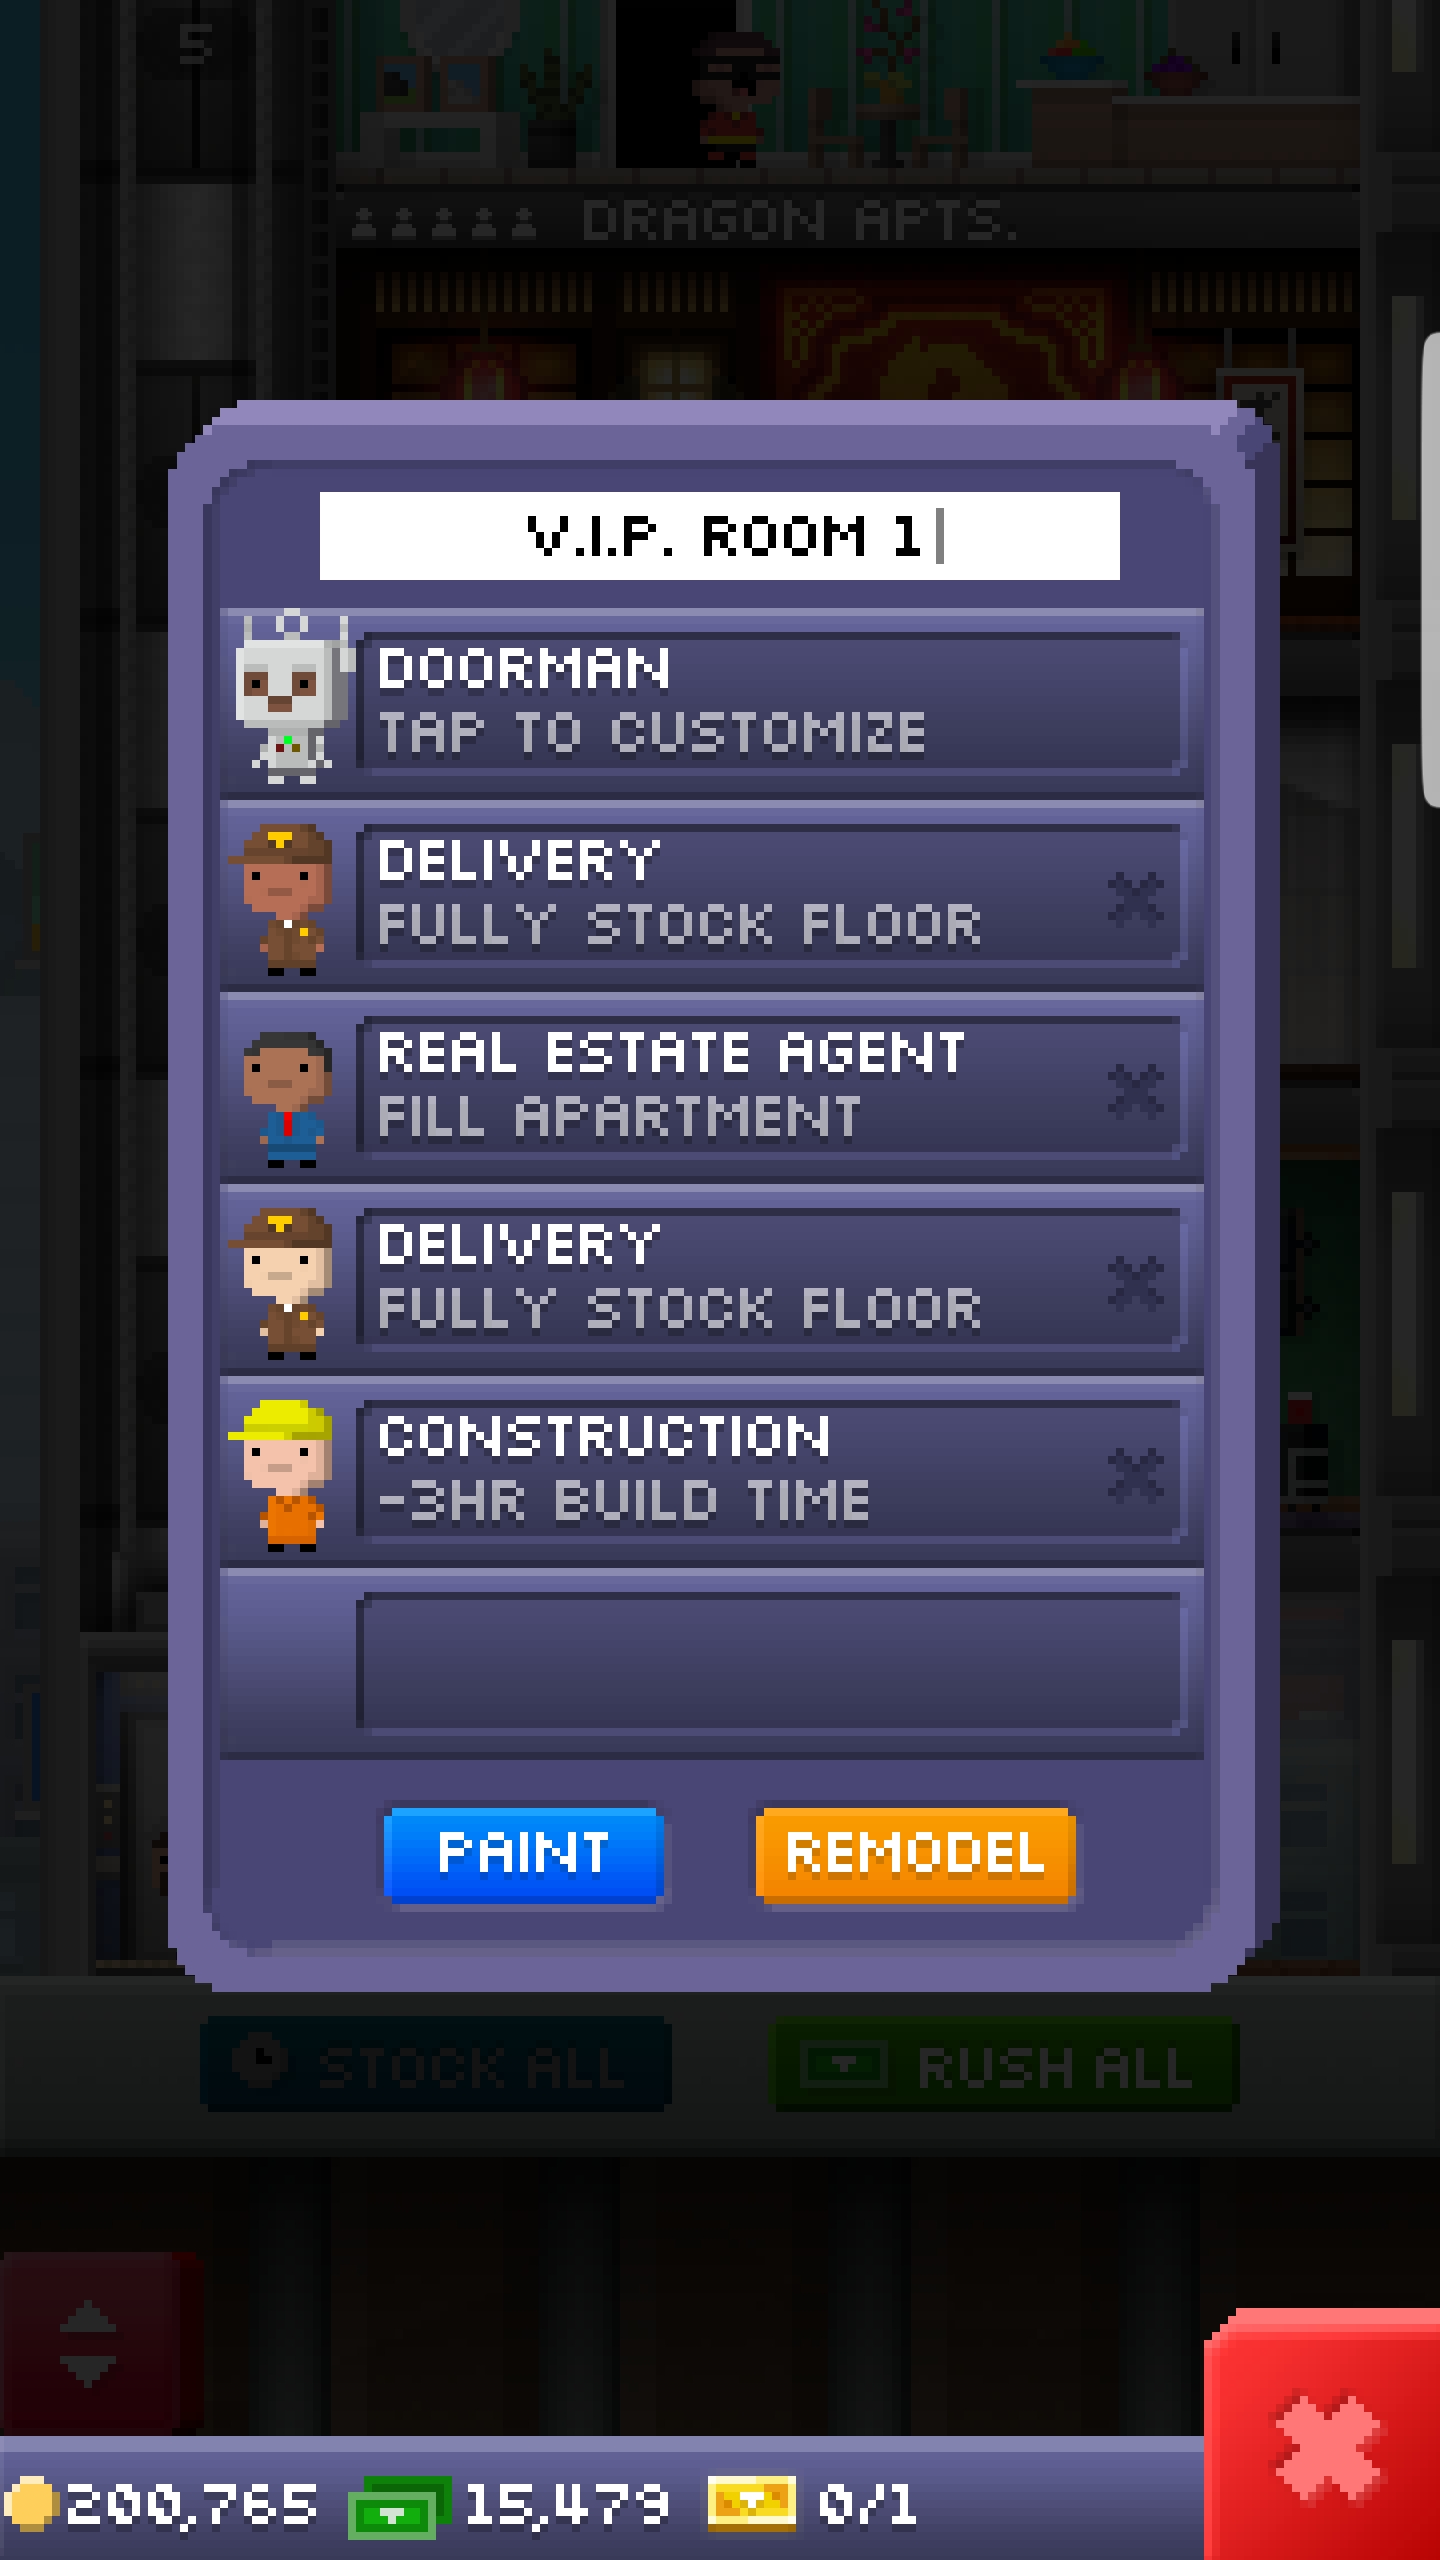 5
DRAGON APTS.
V.I.P. ROOM 1
DOORMAN
TAP TO CUSTOMIZE
DELIVERY
FULLY STOCK FLOOR
REAL ESTATE AGENT
FILL APARTMENT
DELIVERY
FULLY STOCK FLOOR
CONSTRUCTION
-3HR BUILD TIME
PAINT
REMODEL
STOCK ALL
RUSH ALL
200,765
15,479
0/1